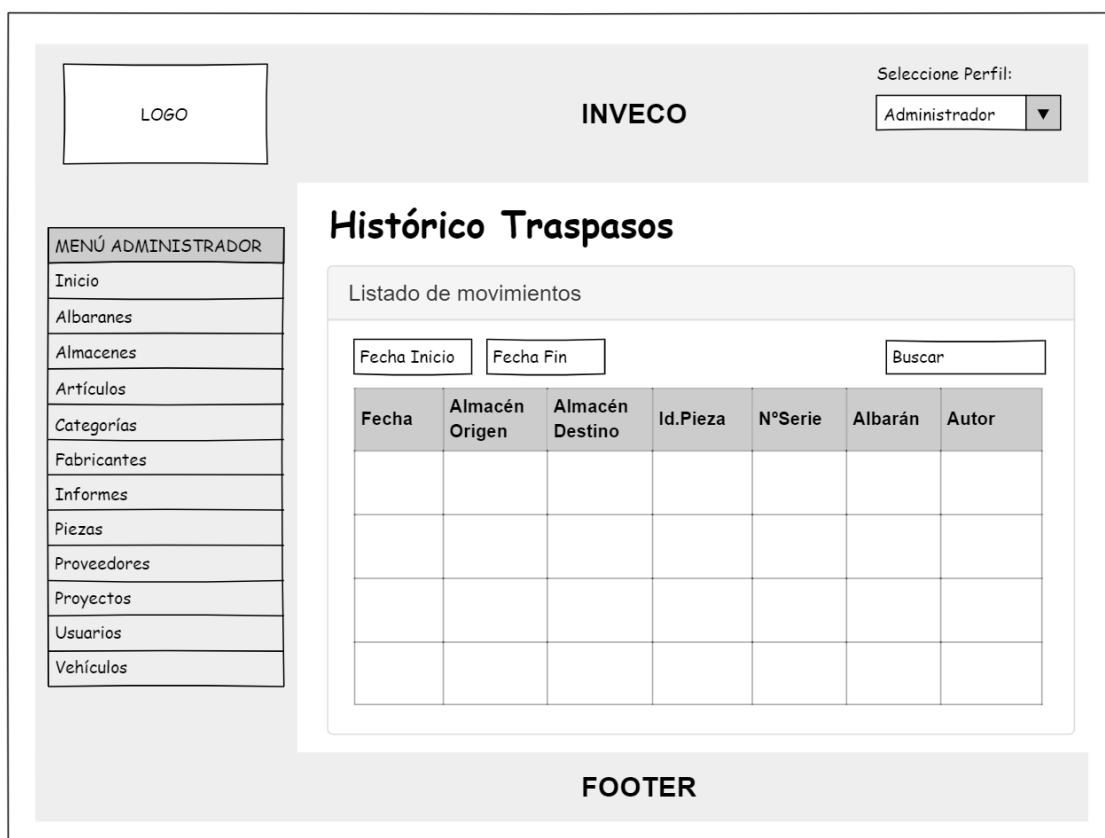 LOGO
INVECO
Seleccione Perfil:
Administrador
MENÚ ADMINISTRADOR
Inicio
Albaranes
Almacenes
Artículos
Categorías
Fabricantes
Informes
Piezas
Proveedores
Proyectos
Usuarios
Vehículos
Histórico Traspasos
Listado de movimientos
Fecha Inicio
Fecha Fin
Buscar
Fecha
Almacén
Origen
Almacén
Destino
Id.Pieza
NºSerie
Albarán
Autor
FOOTER